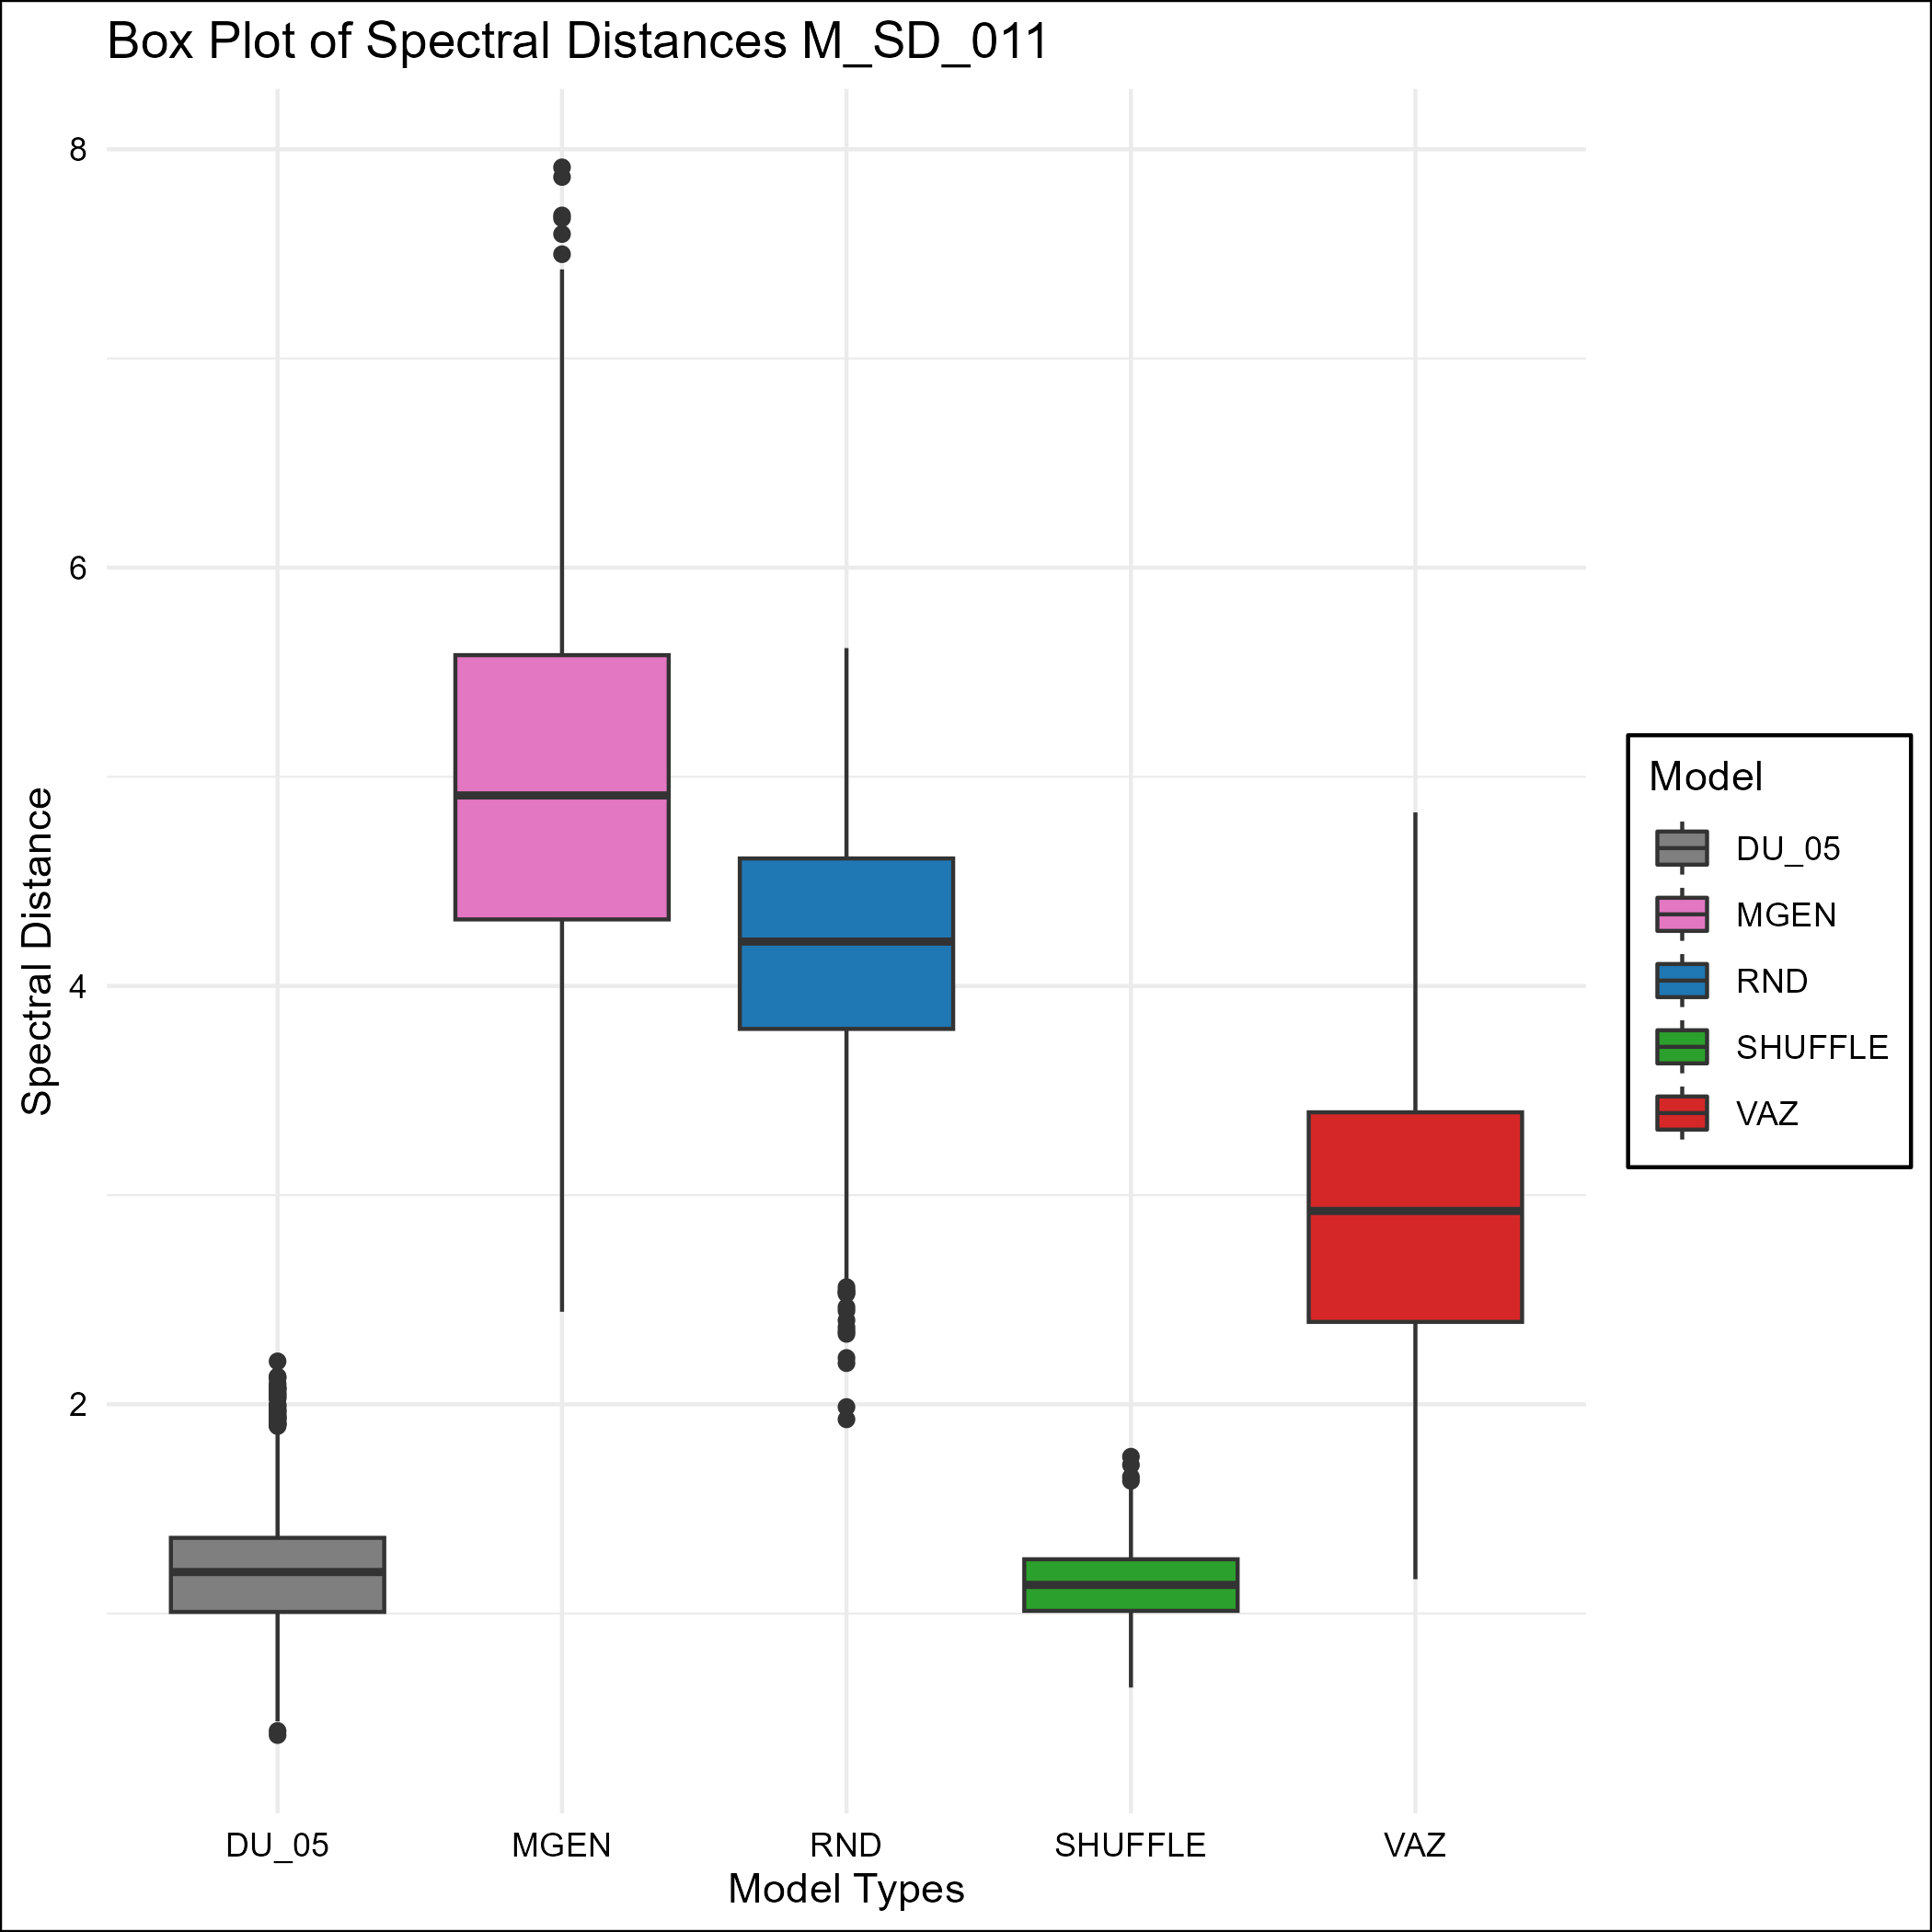 Box Plot of Spectral Distances M_SD_011
8
6
4
2
Spectral Distance
DU_05
MGEN
RND
SHUFFLE
VAZ
Model Types
Model
DU_05
MGEN
RND
SHUFFLE
VAZ